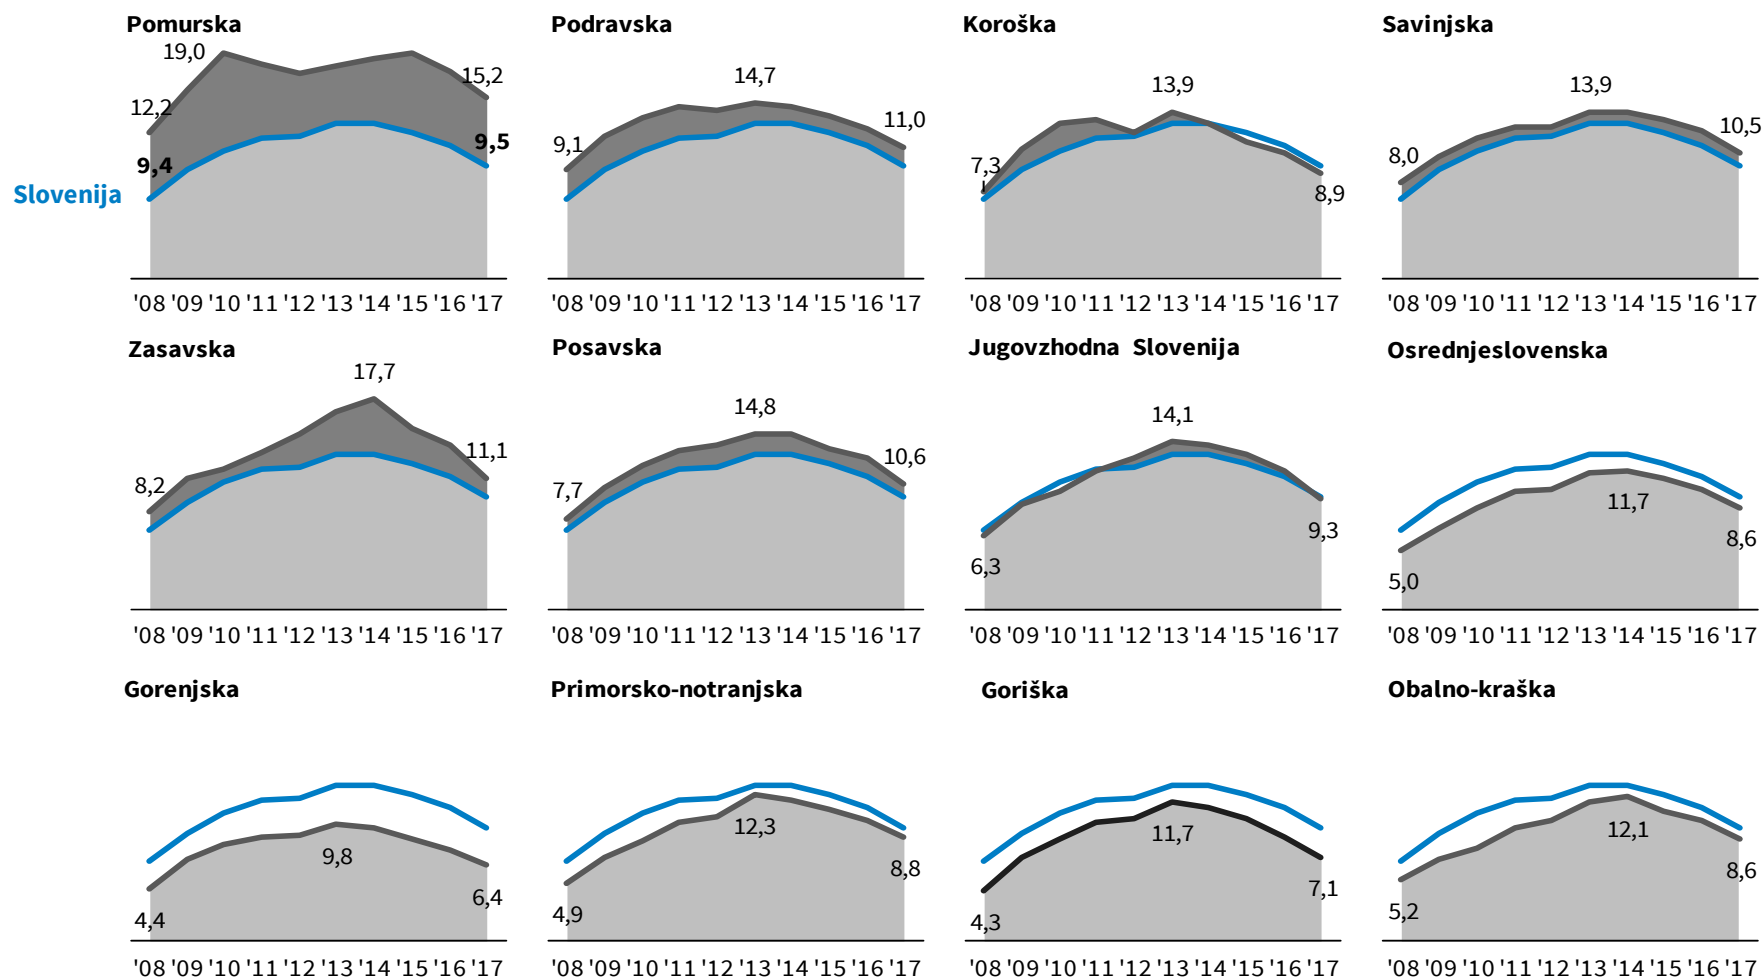 Pomurska
19,0
12,2
15,2
9,4
9,5
Slovenija
'08 '09 '10 '11 '12 '13 '14 '15 '16 '17
Podravska
14,7
9,1
11,0
'08 '09 '10 '11 '12 '13 '14 '15 '16 '17
Koroška
13,9
7,3
8,9
'08 '09 '10 '11 '12 '13 '14 '15 '16 '17
Savinjska
13,9
8,0
10,5
'08 '09 '10 '11 '12 '13 '14 '15 '16 '17
Zasavska
17,7
8,2
11,1
'08 '09 '10 '11 '12 '13 '14 '15 '16 '17
Posavska
14,8
7,7
10,6
'08 '09 '10 '11 '12 '13 '14 '15 '16 '17
Jugovzhodna Slovenija
14,1
6,3
9,3
'08 '09 '10 '11 '12 '13 '14 '15 '16 '17
Osrednjeslovenska
11,7
5,0
8,6
'08 '09 '10 '11 '12 '13 '14 '15 '16 '17
Gorenjska
9,8
4,4
6,4
'08 '09 '10 '11 '12 '13 '14 '15 '16 '17
Primorsko-notranjska
12,3
4,9
8,8
'08 '09 '10 '11 '12 '13 '14 '15 '16 '17
Goriška
11,7
4,3
7,1
'08 '09 '10 '11 '12 '13 '14 '15 '16 '17
Obalno-kraška
12,1
5,2
8,6
'08 '09 '10 '11 '12 '13 '14 '15 '16 '17